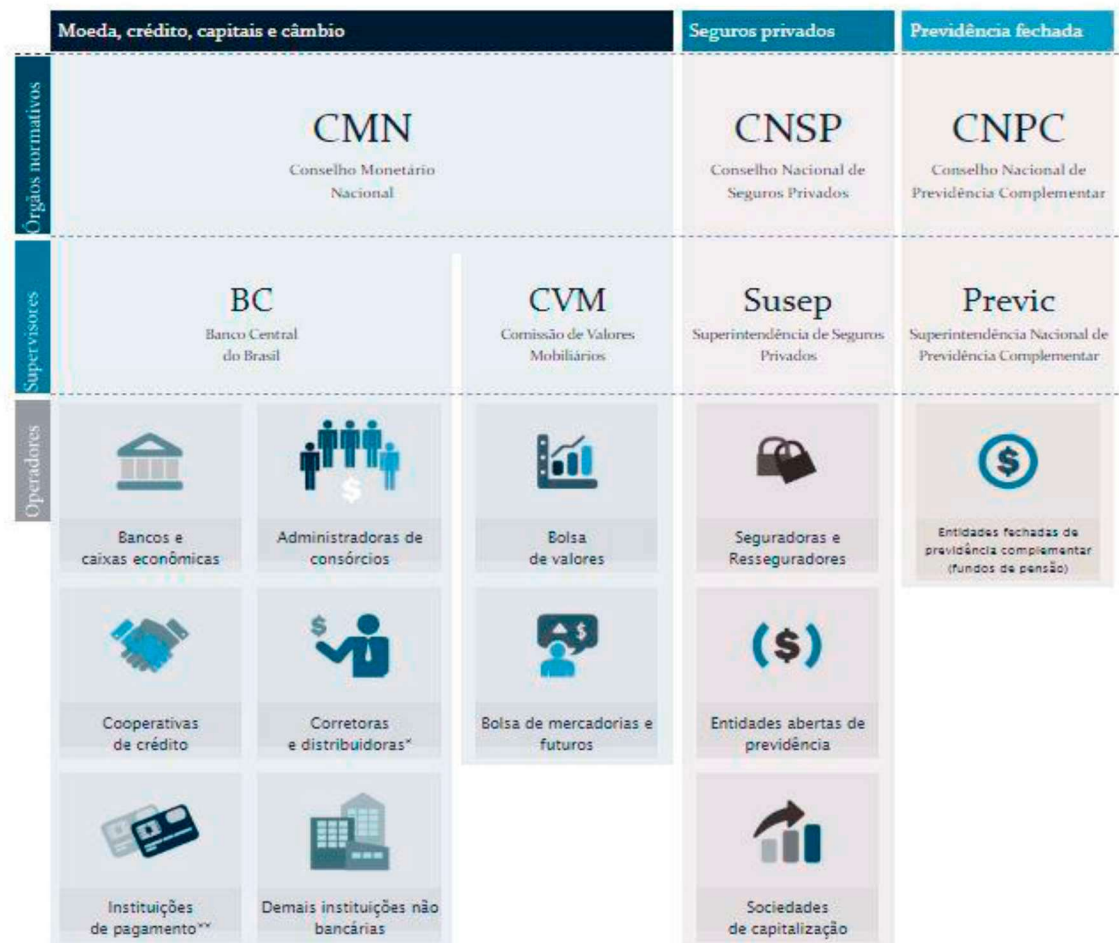 Moeda, crédito, capitais e câmbio
Seguros privados
Previdência fechada
Órgãos normativos
CMN
Conselho Monetário
Nacional
CNSP
Conselho Nacional de
Seguros Privados
CNPC
Conselho Nacional de
Previdência Complementar
Supervisores
BC
Banco Central
do Brasil
CVM
Comissão de Valores
Mobiliários
Susep
Superintendência de Seguros
Privados
Previc
Superintendência Nacional de
Previdência Complementar
Operadores
Bancos e
caixas econômicas
Administradoras de
consórcios
Bolsa
de valores
Seguradoras e
Resseguradores
Entidades fechadas de
previdência complementar
(fundos de pensão)
Cooperativas
de crédito
Corretoras
e distribuidoras*
Bolsa de mercadorias e
futuros
Entidades abertas de
previdência
Instituições
de pagamento**
Demais instituições não
bancárias
Sociedades
de capitalização